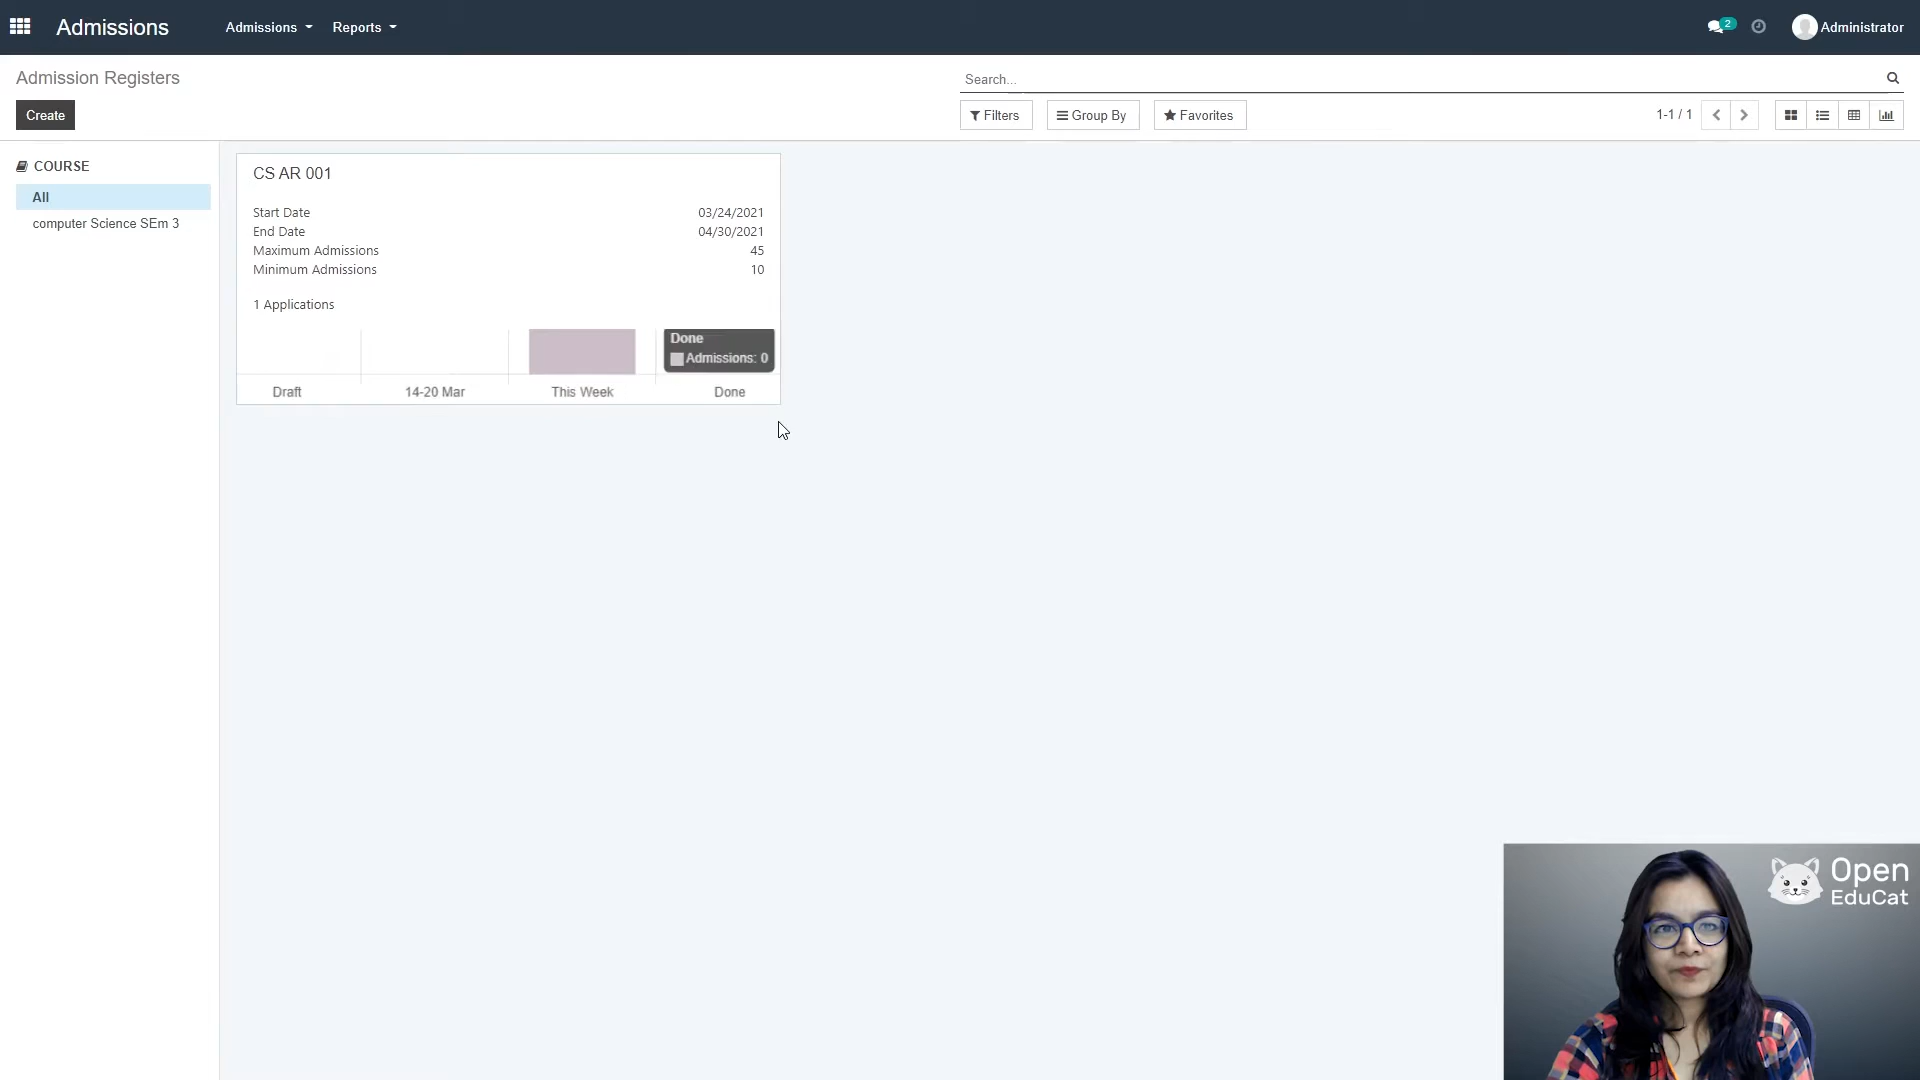 Admissions
Admissions
Reports
2
Administrator
Admission Registers
Search...
Create
Filters
Group By
Favorites
1-1 / 1
COURSE
All
computer Science SEm 3
CS AR 001
Start Date 03/24/2021
End Date 04/30/2021
Maximum Admissions 45
Minimum Admissions 10
1 Applications
Done
Admissions: 0
Draft 14-20 Mar This Week Done
Open
EduCat